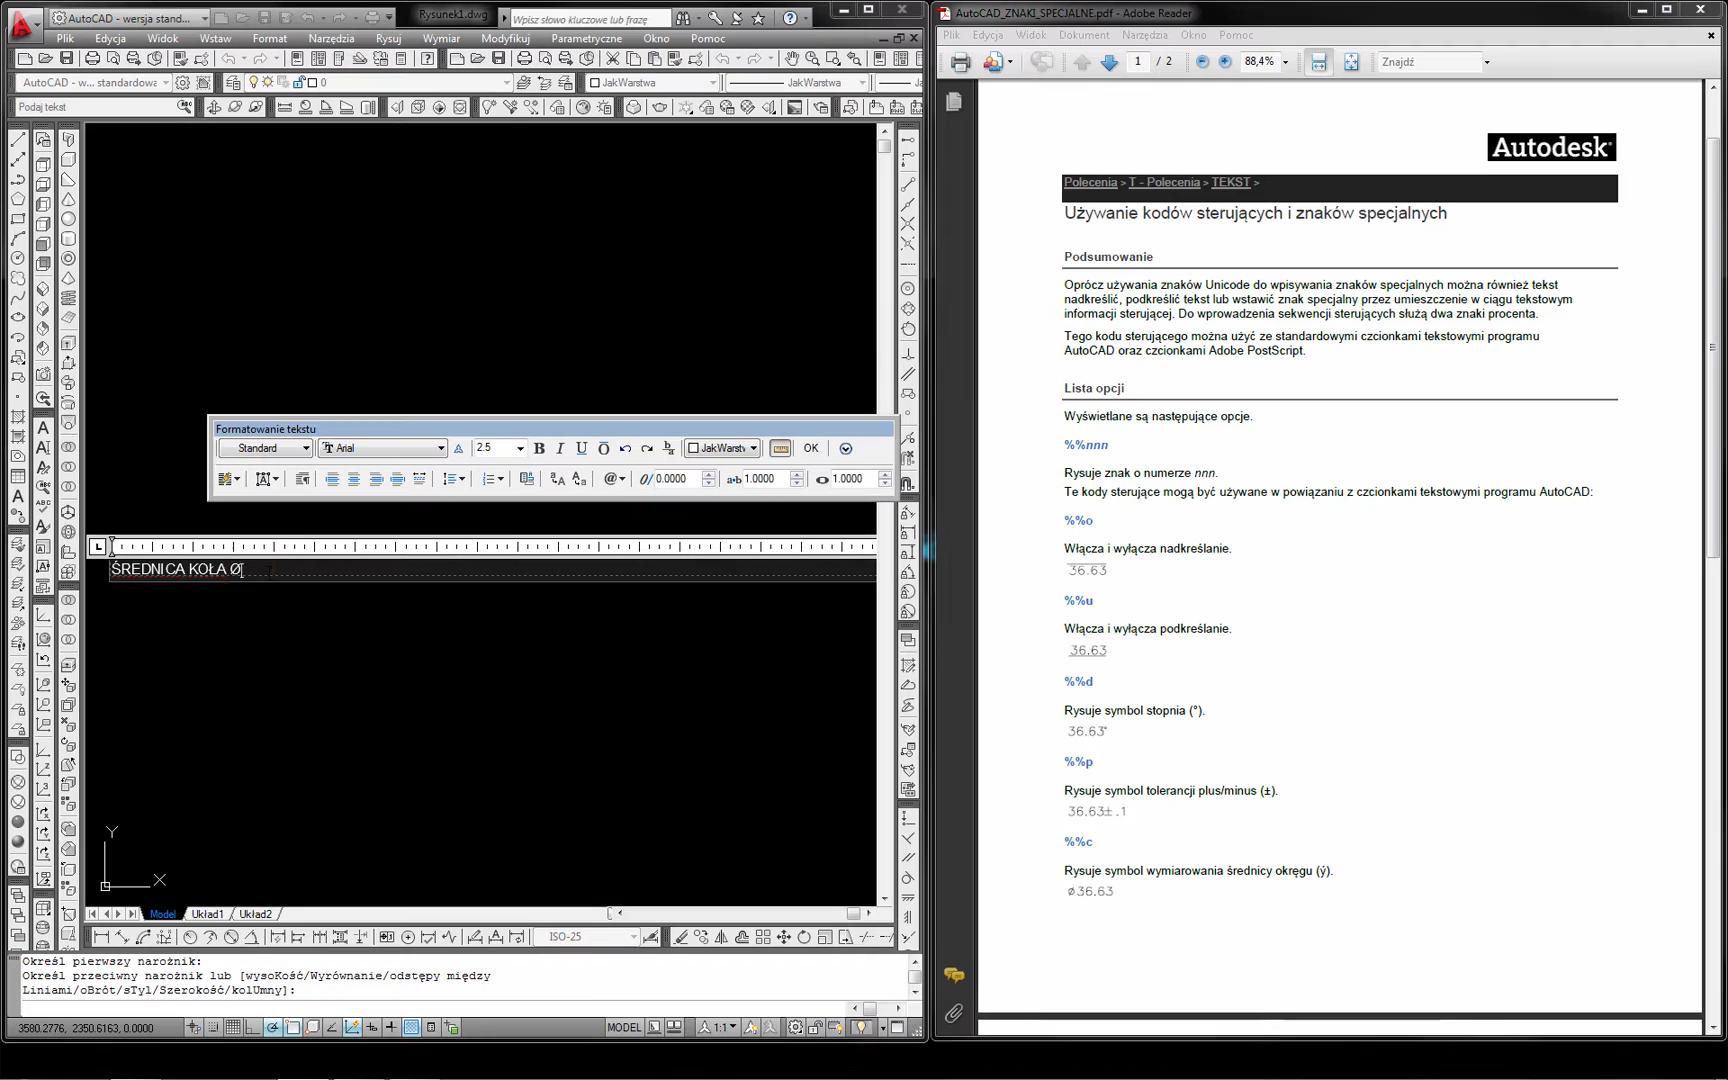 AutoCAD - wersja stand...
Rysunek1.dwg
Wpisz słowo kluczowe lub frazę
Plik Edycja Widok Wstaw Format Narzędzia Rysuj Wymiar Modyfikuj Parametryczne Okno Pomoc
AutoCAD - w... standardowa
0
JakWarstwa
JakWarstwa
Podaj tekst
Formatowanie tekstu
Standard
Arial
2.5
B I U O
JakWarstw
OK
@
0/ 0.0000
a•b 1.0000
1.0000
L
ŚREDNICA KOŁA Ø
Y
X
Model Układ1 Układ2
ISO-25
Określ pierwszy narożnik:
Określ przeciwny narożnik lub [wysoKość/Wyrównanie/odstępy między
Liniami/oBrót/sTyl/Szerokość/kolUmny]:
3580.2776, 2350.6163, 0.0000
MODEL
1:1
AutoCAD_ZNAKI_SPECJALNE.pdf - Adobe Reader
Plik Edycja Widok Dokument Narzędzia Okno Pomoc
1 / 2
88,4%
Znajdź
Autodesk
Polecenia > T - Polecenia > TEKST >
Używanie kodów sterujących i znaków specjalnych
Podsumowanie
Oprócz używania znaków Unicode do wpisywania znaków specjalnych można również tekst
nadkreślić, podkreślić tekst lub wstawić znak specjalny przez umieszczenie w ciągu tekstowym
informacji sterującej. Do wprowadzenia sekwencji sterujących służą dwa znaki procenta.
Tego kodu sterującego można użyć ze standardowymi czcionkami tekstowymi programu
AutoCAD oraz czcionkami Adobe PostScript.
Lista opcji
Wyświetlane są następujące opcje.
%%nnn
Rysuje znak o numerze nnn.
Te kody sterujące mogą być używane w powiązaniu z czcionkami tekstowymi programu AutoCAD:
%%o
Włącza i wyłącza nadkreślanie.
36.63
%%u
Włącza i wyłącza podkreślanie.
36.63
%%d
Rysuje symbol stopnia (°).
36.63°
%%p
Rysuje symbol tolerancji plus/minus (±).
36.63±.1
%%c
Rysuje symbol wymiarowania średnicy okręgu (ý).
ø36.63